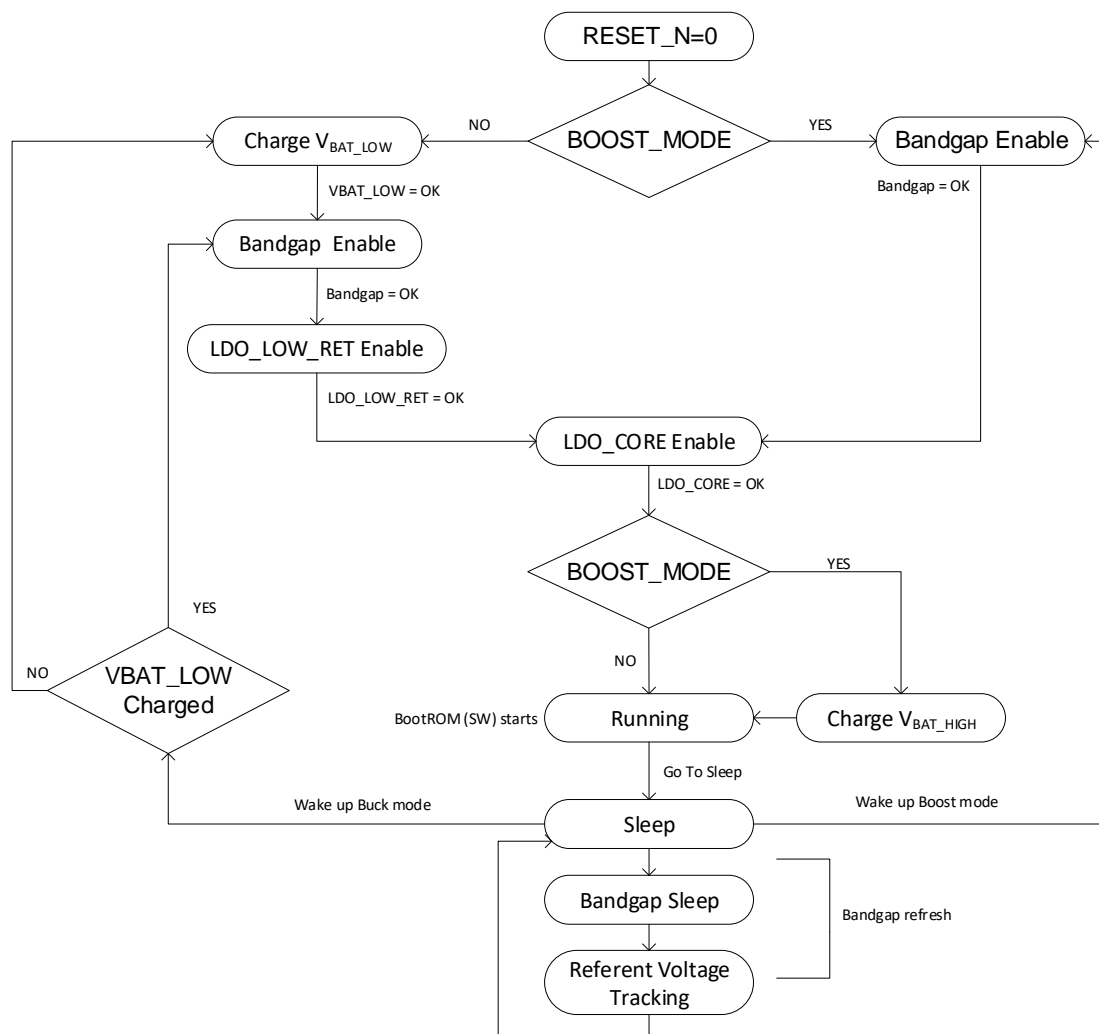 RESET_N=0
NO
BOOST_MODE
YES
Charge VBAT_LOW
Bandgap Enable
VBAT_LOW = OK
Bandgap = OK
Bandgap  Enable
Bandgap = OK
LDO_LOW_RET Enable
LDO_LOW_RET = OK
LDO_CORE Enable
LDO_CORE = OK
BOOST_MODE
YES
YES
NO
NO
VBAT_LOW
Charged
BootROM (SW) starts
Running
Charge VBAT_HIGH
Go To Sleep
Wake up Buck mode
Wake up Boost mode
Sleep
Bandgap Sleep
Bandgap refresh
Referent Voltage
Tracking